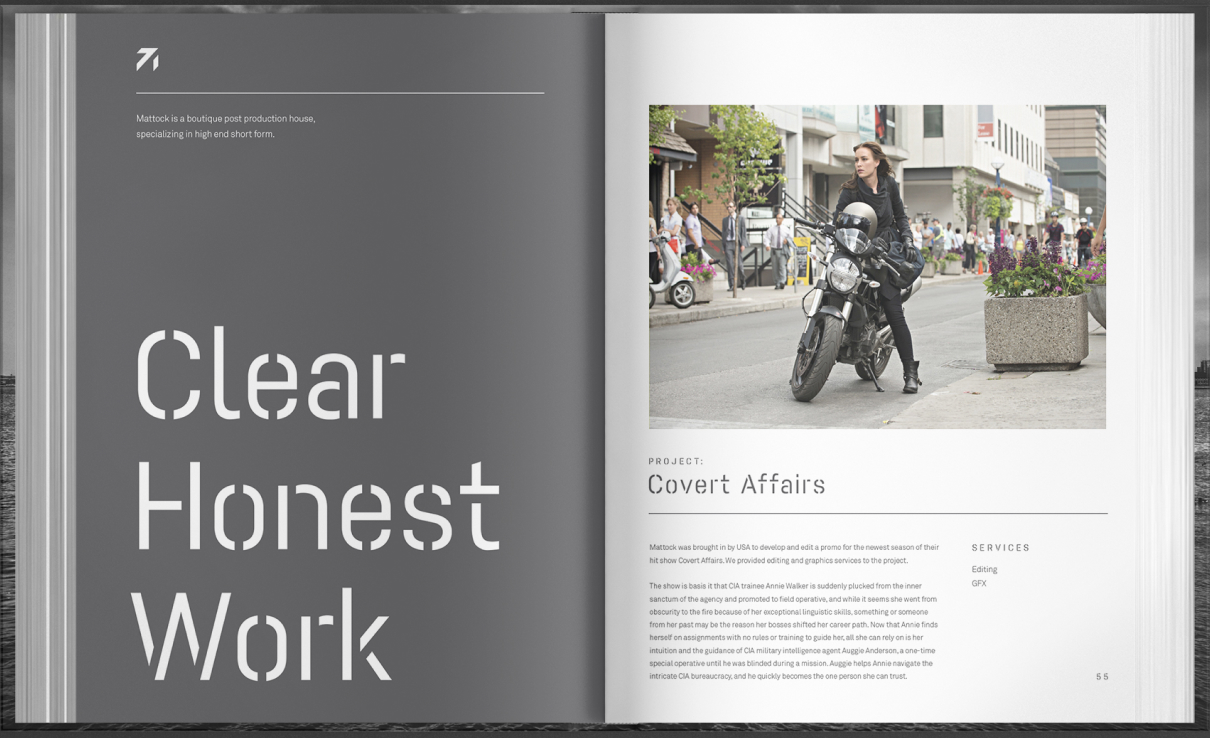 Mattock is a boutique post production house,
specializing in high end short form.
Clear
Honest
Work
PROJECT:
Covert Affairs
Mattock was brought in by USA to develop and edit a promo for the newest season of their
hit show Covert Affairs. We provided editing and graphics services to the project.
The show is basis it that CIA trainee Annie Walker is suddenly plucked from the inner
sanctum of the agency and promoted to field operative, and while it seems she went from
obscurity to the fire because of her exceptional linguistic skills, something or someone
from her past may be the reason her bosses shifted her career path. Now that Annie finds
herself on assignments with no rules or training to guide her, all she can rely on is her
intuition and the guidance of CIA military intelligence agent Auggie Anderson, a one-time
special operative until he was blinded during a mission. Auggie helps Annie navigate the
intricate CIA bureaucracy, and he quickly becomes the one person she can trust.
SERVICES
Editing
GFX
55